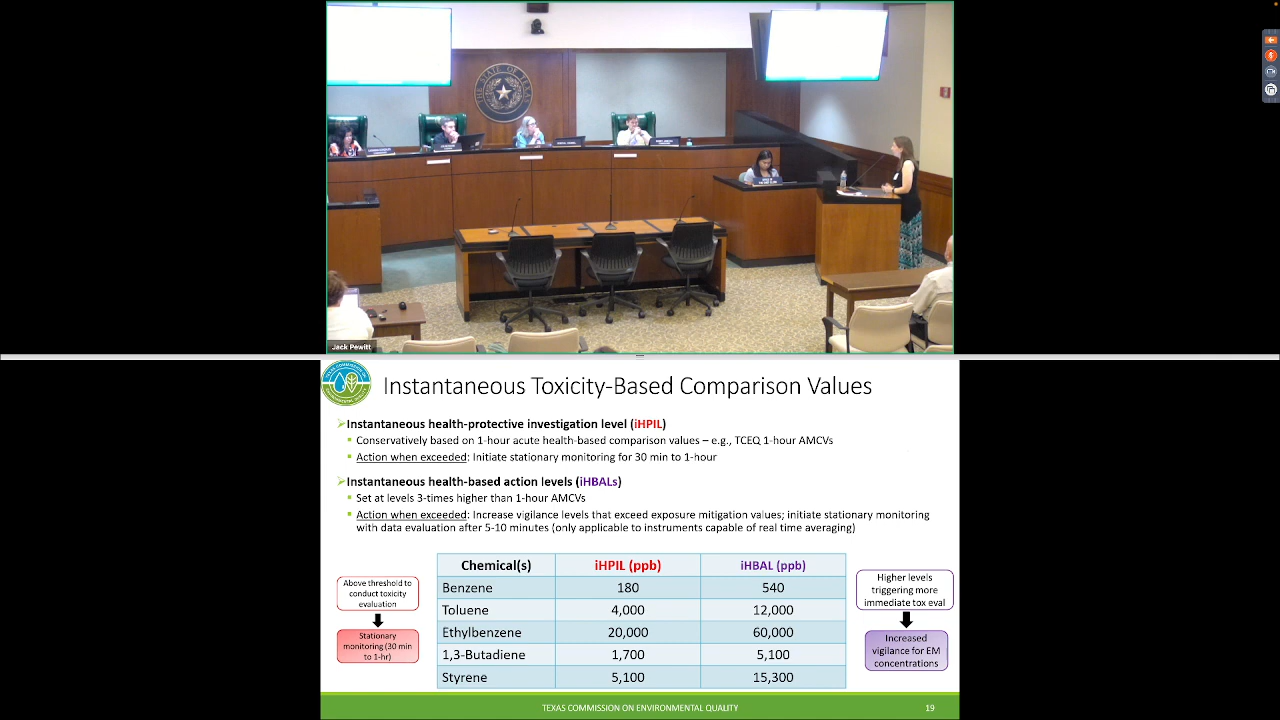 THE STATE OF TEXAS
Jack Pewitt
Instantaneous Toxicity-Based Comparison Values
Instantaneous health-protective investigation level (iHPIL)
Conservatively based on 1-hour acute health-based comparison values – e.g., TCEQ 1-hour AMCVs
Action when exceeded: Initiate stationary monitoring for 30 min to 1-hour
Instantaneous health-based action levels (iHBALs)
Set at levels 3-times higher than 1-hour AMCVs
Action when exceeded: Increase vigilance levels that exceed exposure mitigation values; initiate stationary monitoring
with data evaluation after 5-10 minutes (only applicable to instruments capable of real time averaging)
Above threshold to
conduct toxicity
evaluation
Stationary
monitoring (30 min
to 1-hr)
Chemical(s) iHPIL (ppb) iHBAL (ppb)
Benzene 180 540
Toluene 4,000 12,000
Ethylbenzene 20,000 60,000
1,3-Butadiene 1,700 5,100
Styrene 5,100 15,300
Higher levels
triggering more
immediate tox eval
Increased
vigilance for EM
concentrations
TEXAS COMMISSION ON ENVIRONMENTAL QUALITY 19